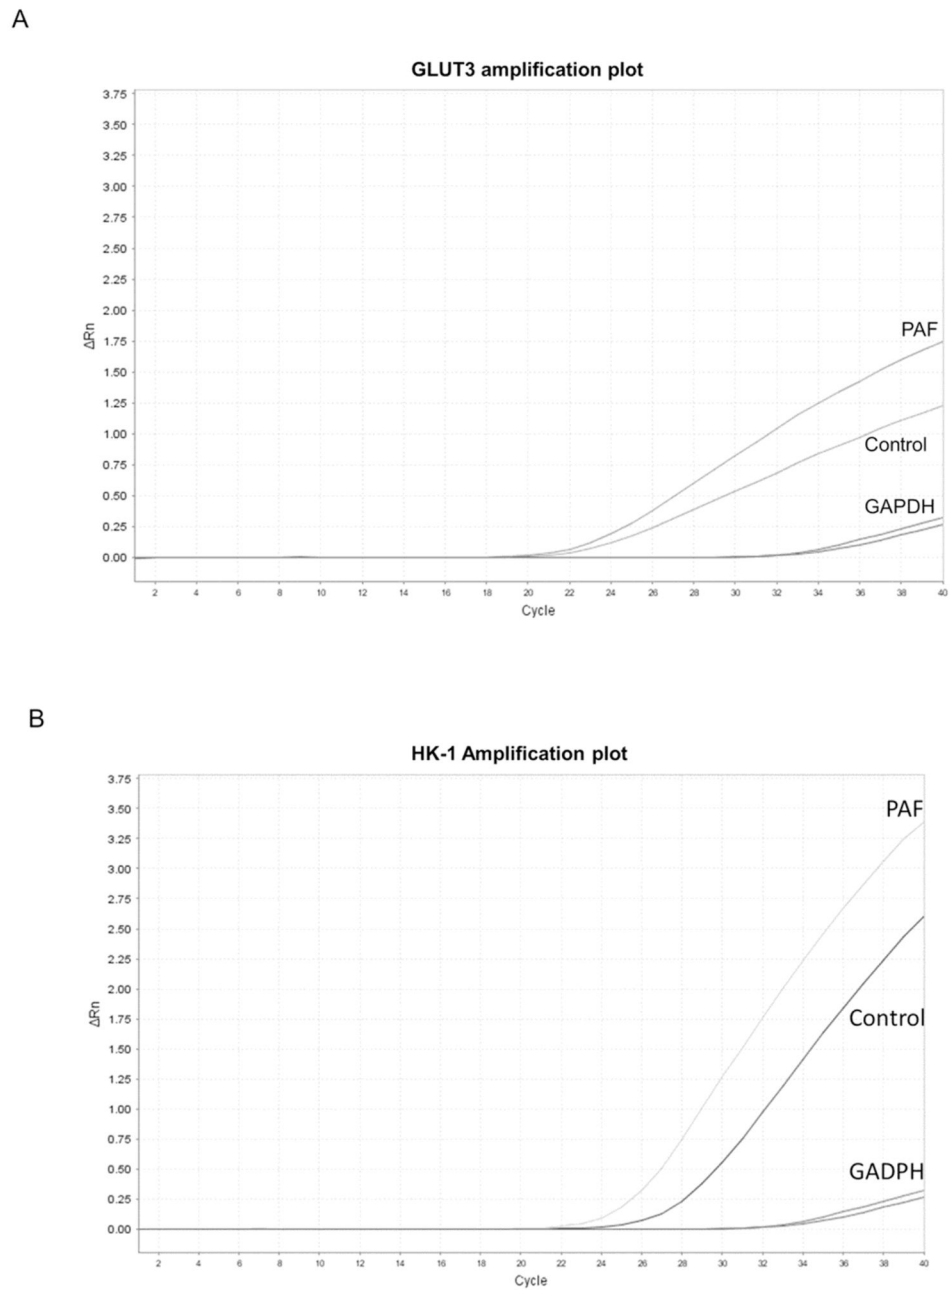 A
GLUT3 amplification plot
3.75
3.50
3.25
3.00
2.75
2.50
2.25
2.00
1.75
1.50
1.25
1.00
0.75
0.50
0.25
0.00
ΔRn
PAF
Control
GAPDH
2 4 6 8 10 12 14 16 18 20 22 24 26 28 30 32 34 36 38 40
Cycle
B
HK-1 Amplification plot
3.75
3.50
3.25
3.00
2.75
2.50
2.25
2.00
1.75
1.50
1.25
1.00
0.75
0.50
0.25
0.00
ΔRn
PAF
Control
GADPH
2 4 6 8 10 12 14 16 18 20 22 24 26 28 30 32 34 36 38 40
Cycle